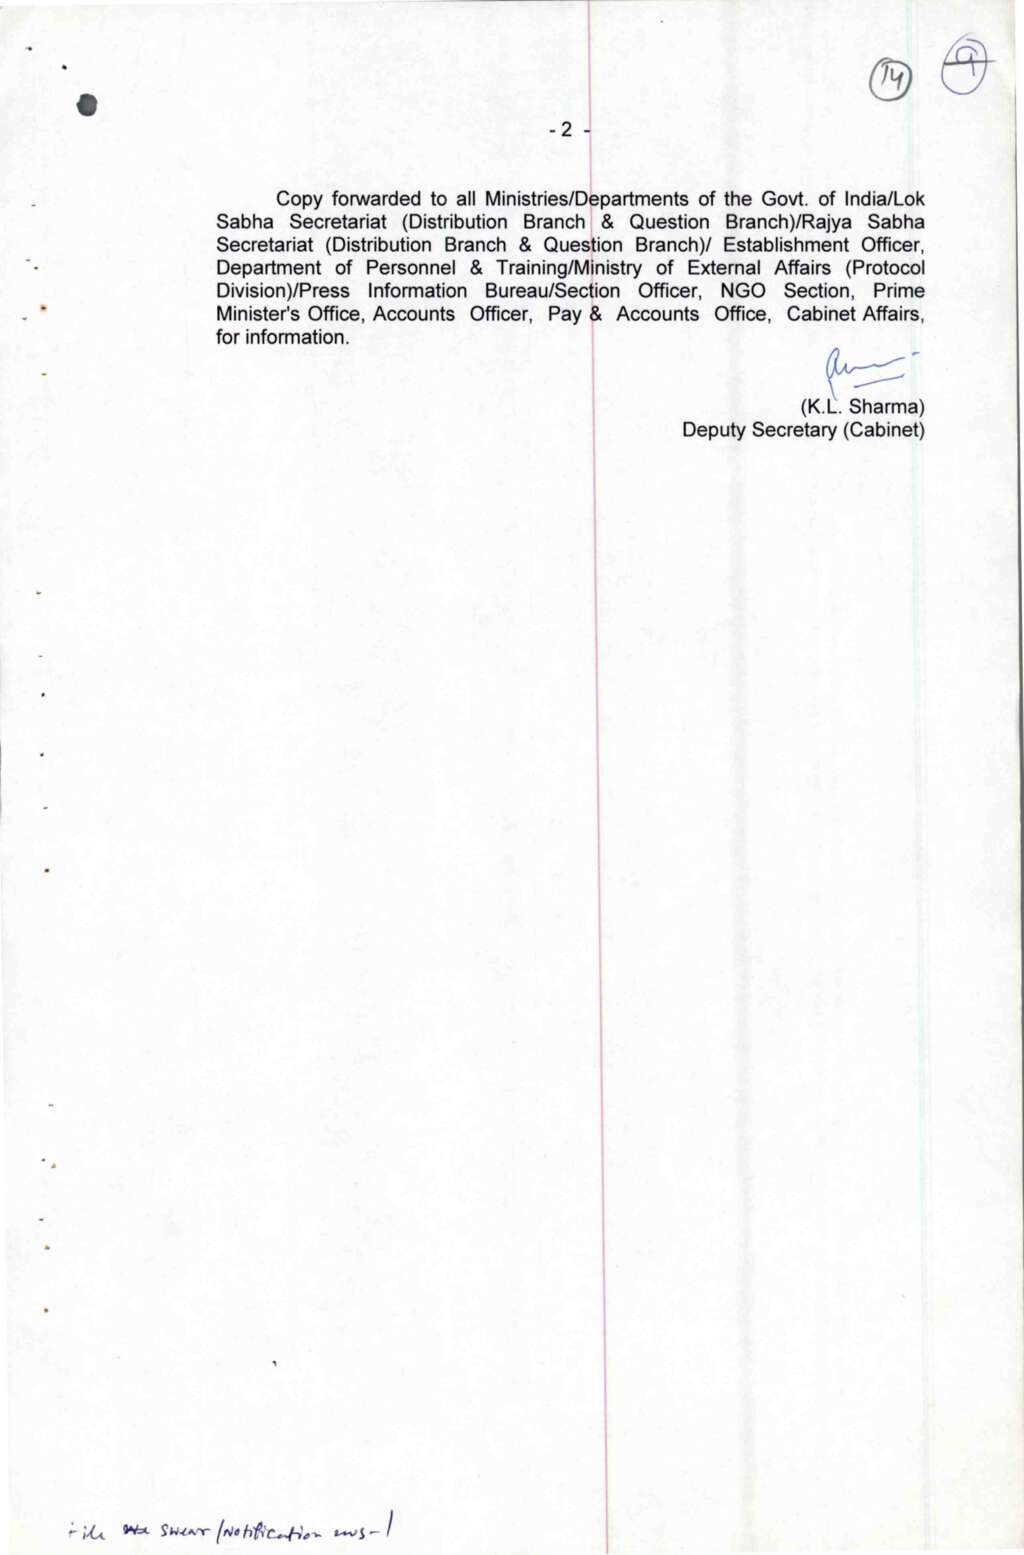 14 9
- 2 -
Copy forwarded to all Ministries/Departments of the Govt. of India/Lok
Sabha Secretariat (Distribution Branch & Question Branch)/Rajya Sabha
Secretariat (Distribution Branch & Question Branch)/ Establishment Officer,
Department of Personnel & Training/Ministry of External Affairs (Protocol
Division)/Press Information Bureau/Section Officer, NGO Section, Prime
Minister's Office, Accounts Officer, Pay & Accounts Office, Cabinet Affairs,
for information.
(K.L. Sharma)
Deputy Secretary (Cabinet)
File swear/Notification